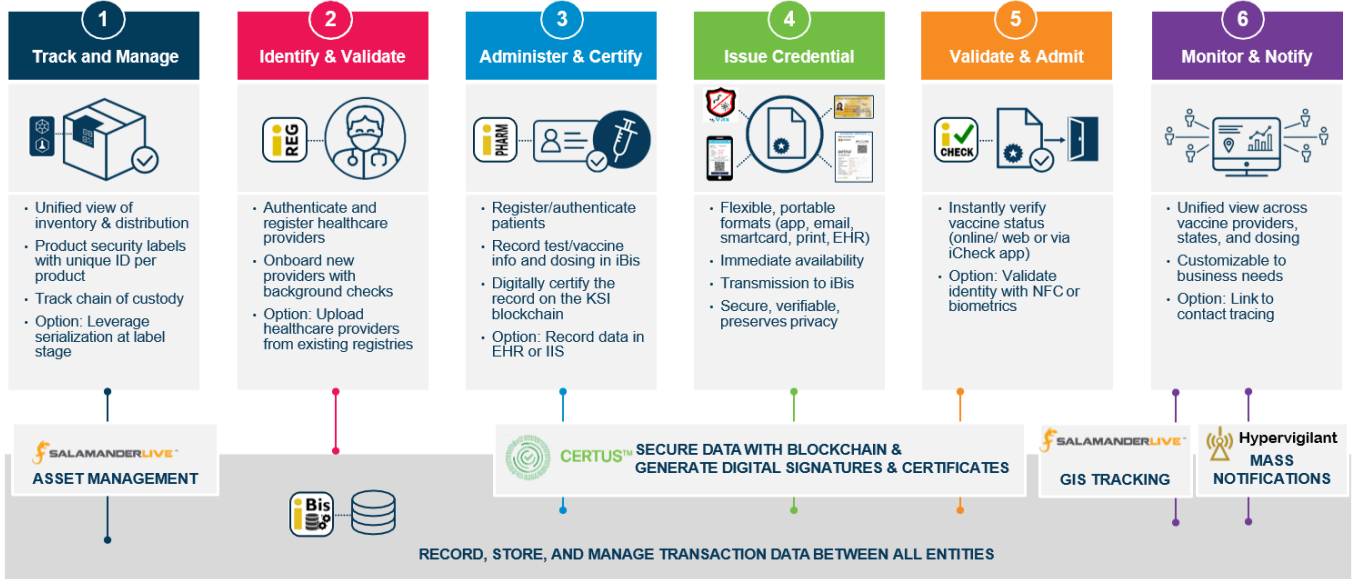 1
Track and Manage
• Unified view of
inventory & distribution
• Product security labels
with unique ID per
product
• Track chain of custody
• Option: Leverage
serialization at label
stage
2
Identify & Validate
i REG
• Authenticate and
register healthcare
providers
• Onboard new
providers with
background checks
• Option: Upload
healthcare providers
from existing registries
3
Administer & Certify
i PHARM
• Register/authenticate
patients
• Record test/vaccine
info and dosing in iBis
• Digitally certify the
record on the KSI
blockchain
• Option: Record data in
EHR or IIS
4
Issue Credential
• Flexible, portable
formats (app, email,
smartcard, print, EHR)
• Immediate availability
• Transmission to iBis
• Secure, verifiable,
preserves privacy
5
Validate & Admit
i
CHECK
• Instantly verify
vaccine status
(online/ web or via
iCheck app)
• Option: Validate
identity with NFC or
biometrics
6
Monitor & Notify
• Unified view across
vaccine providers,
states, and dosing
• Customizable to
business needs
• Option: Link to
contact tracing
SALAMANDERLIVE™
ASSET MANAGEMENT
CERTUS™
SECURE DATA WITH BLOCKCHAIN &
GENERATE DIGITAL SIGNATURES & CERTIFICATES
SALAMANDERLIVE™
GIS TRACKING
Hypervigilant
MASS
NOTIFICATIONS
i Bis
RECORD, STORE, AND MANAGE TRANSACTION DATA BETWEEN ALL ENTITIES